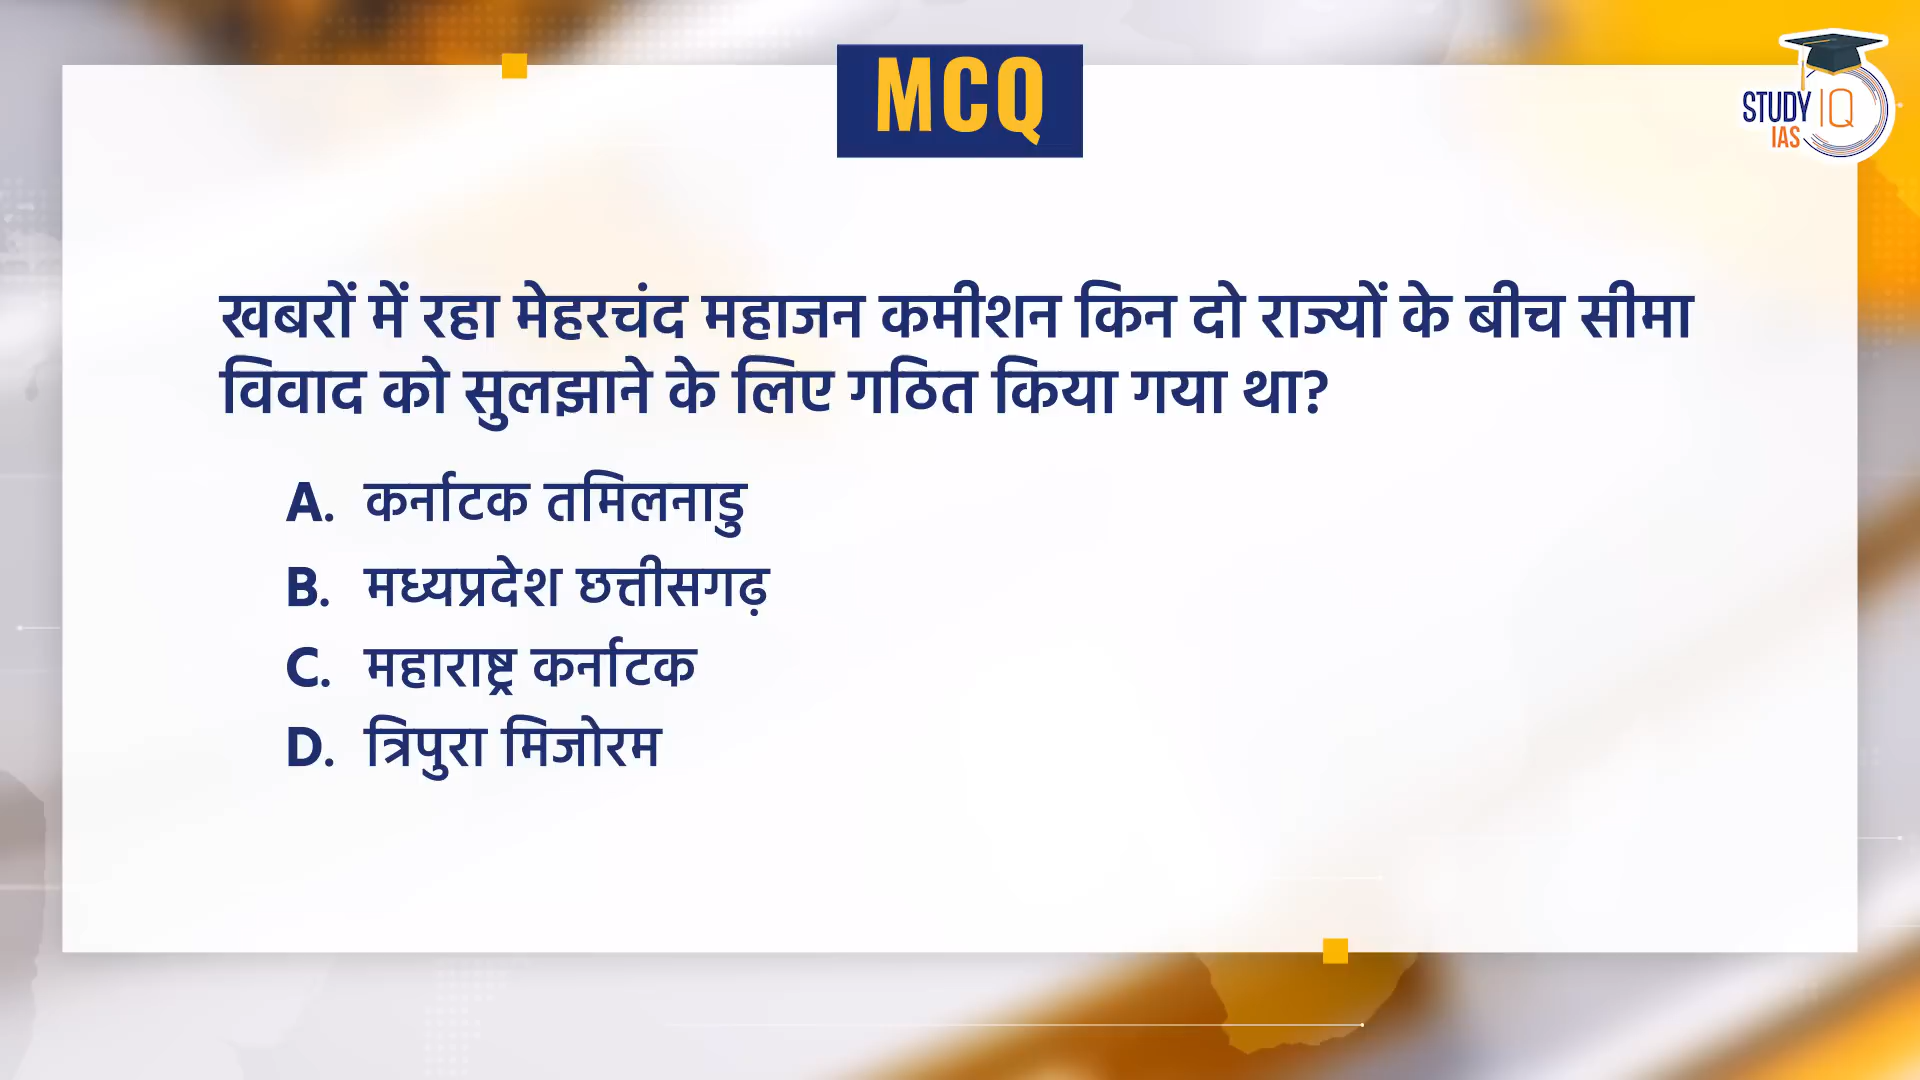 MCQ
STUDY IQ
IAS
खबरों में रहा मेहरचंद महाजन कमीशन किन दो राज्यों के बीच सीमा
विवाद को सुलझाने के लिए गठित किया गया था?
A. कर्नाटक तमिलनाडु
B. मध्यप्रदेश छत्तीसगढ़
C. महाराष्ट्र कर्नाटक
D. त्रिपुरा मिजोरम